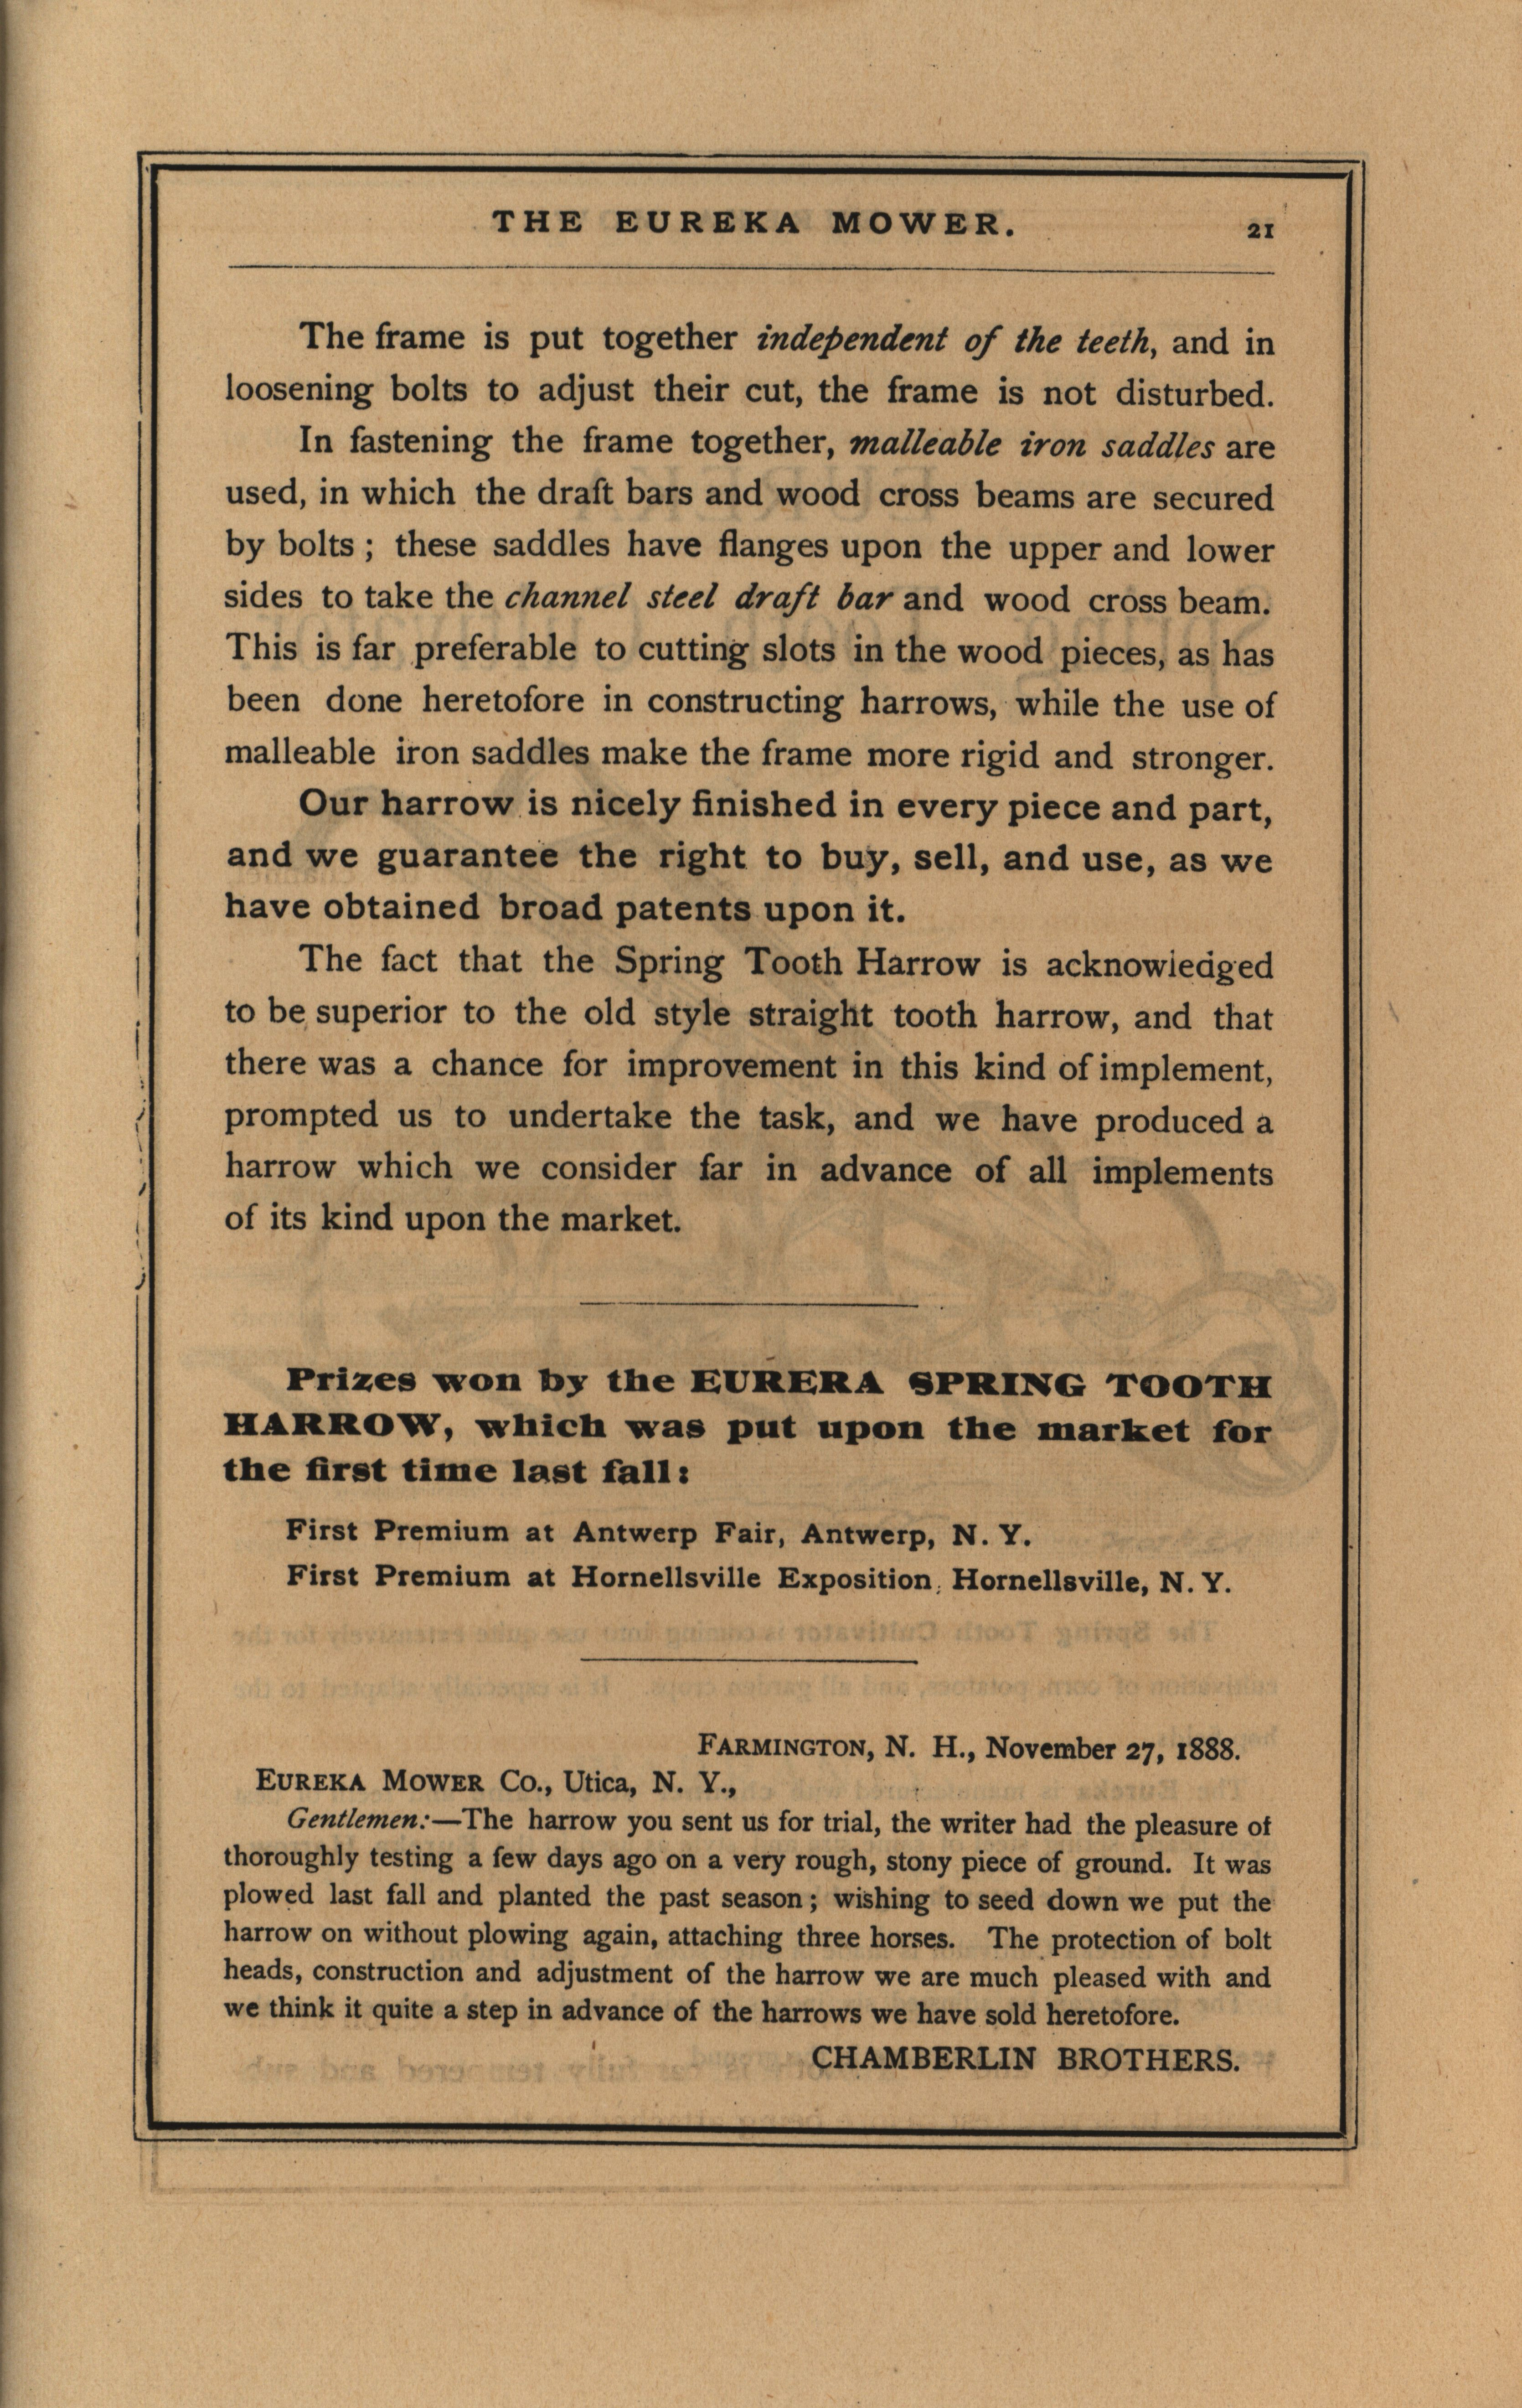 THE EUREKA MOWER. 21
The frame is put together independent of the teeth, and in
loosening bolts to adjust their cut, the frame is not disturbed.
In fastening the frame together, malleable iron saddles are
used, in which the draft bars and wood cross beams are secured
by bolts ; these saddles have flanges upon the upper and lower
sides to take the channel steel draft bar and wood cross beam.
This is far preferable to cutting slots in the wood pieces, as has
been done heretofore in constructing harrows, while the use of
malleable iron saddles make the frame more rigid and stronger.
Our harrow is nicely finished in every piece and part,
and we guarantee the right to buy, sell, and use, as we
have obtained broad patents upon it.
The fact that the Spring Tooth Harrow is acknowledged
to be superior to the old style straight tooth harrow, and that
there was a chance for improvement in this kind of implement,
prompted us to undertake the task, and we have produced a
harrow which we consider far in advance of all implements
of its kind upon the market.
Prizes won by the EURERA SPRING TOOTH
HARROW, which was put upon the market for
the first time last fall:
First Premium at Antwerp Fair, Antwerp, N. Y.
First Premium at Hornellsville Exposition, Hornellsville, N. Y.
FARMINGTON, N. H., November 27, 1888.
EUREKA MOWER CO., Utica, N. Y.,
Gentlemen:—The harrow you sent us for trial, the writer had the pleasure of
thoroughly testing a few days ago on a very rough, stony piece of ground. It was
plowed last fall and planted the past season ; wishing to seed down we put the
harrow on without plowing again, attaching three horses. The protection of bolt
heads, construction and adjustment of the harrow we are much pleased with and
we think it quite a step in advance of the harrows we have sold heretofore.
CHAMBERLIN BROTHERS.